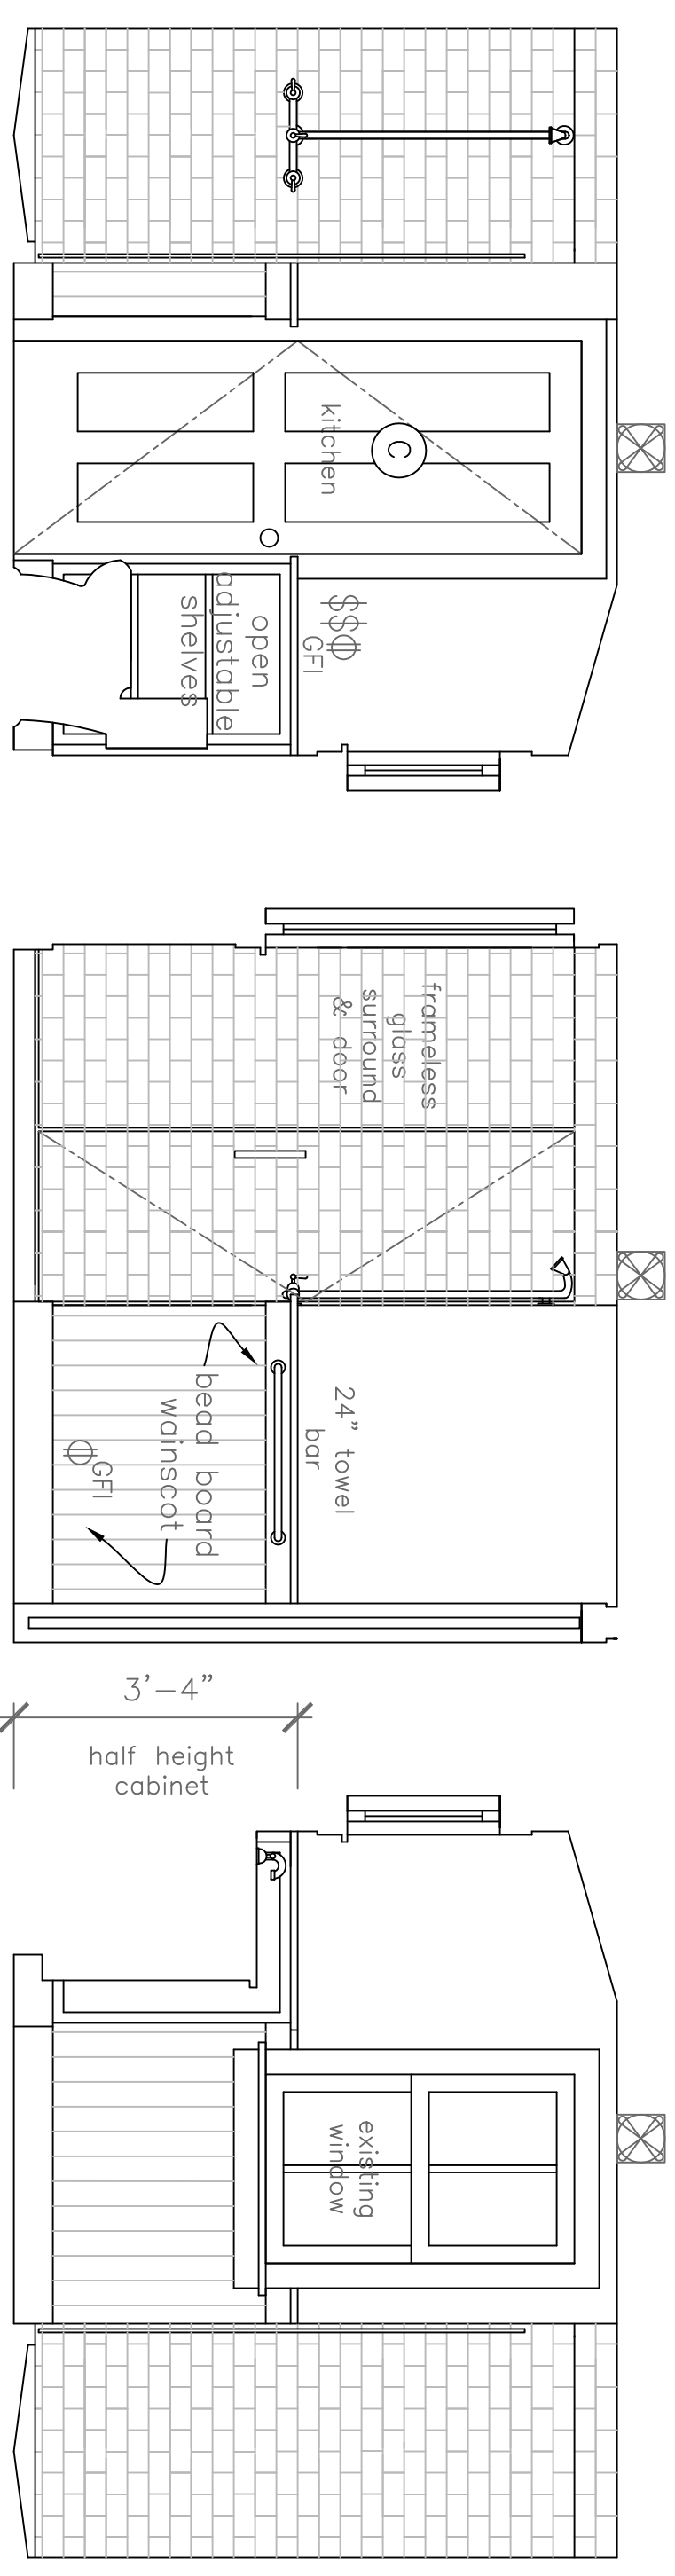 kitchen
C
open
adjustable
shelves
$$
GFI
frameless
glass
surround
& door
24” towel
bar
bead board
wainscot
GFI
3’-4”
half height
cabinet
existing
window